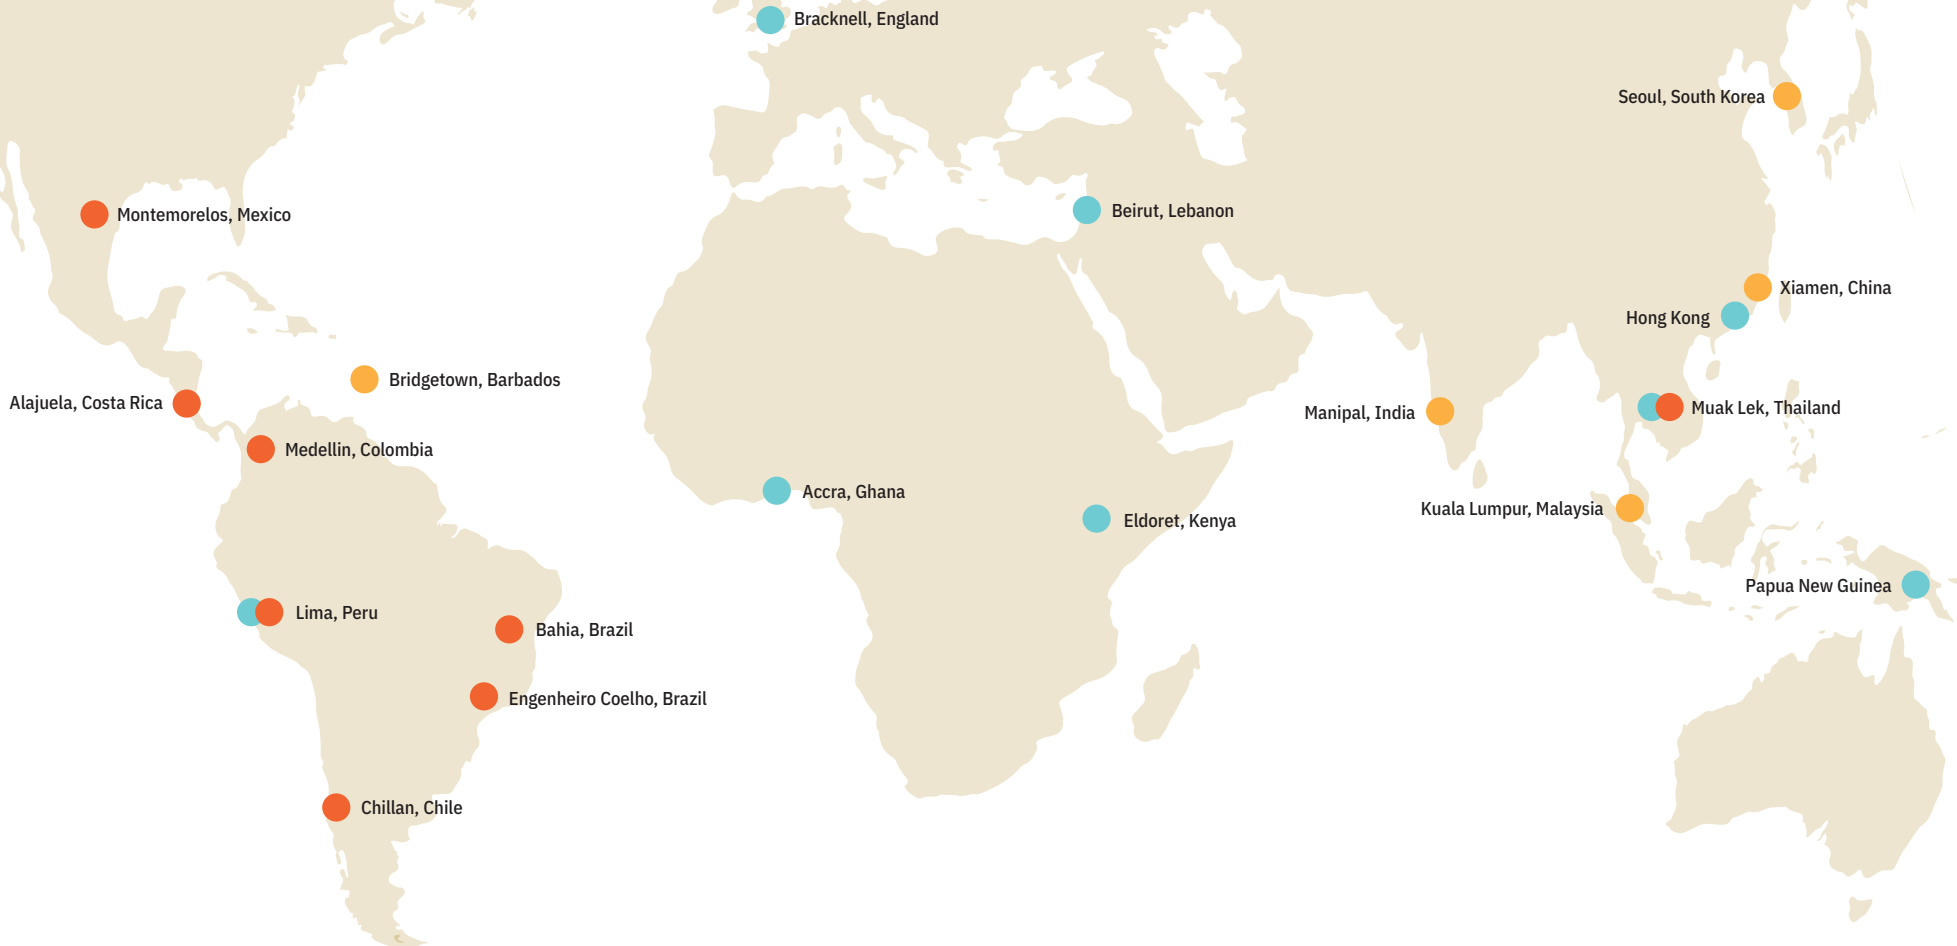 Bracknell, England
Seoul, South Korea
Montemorelos, Mexico
Beirut, Lebanon
Xiamen, China
Hong Kong
Bridgetown, Barbados
Alajuela, Costa Rica
Manipal, India
Muak Lek, Thailand
Medellin, Colombia
Accra, Ghana
Kuala Lumpur, Malaysia
Eldoret, Kenya
Papua New Guinea
Lima, Peru
Bahia, Brazil
Engenheiro Coelho, Brazil
Chillan, Chile